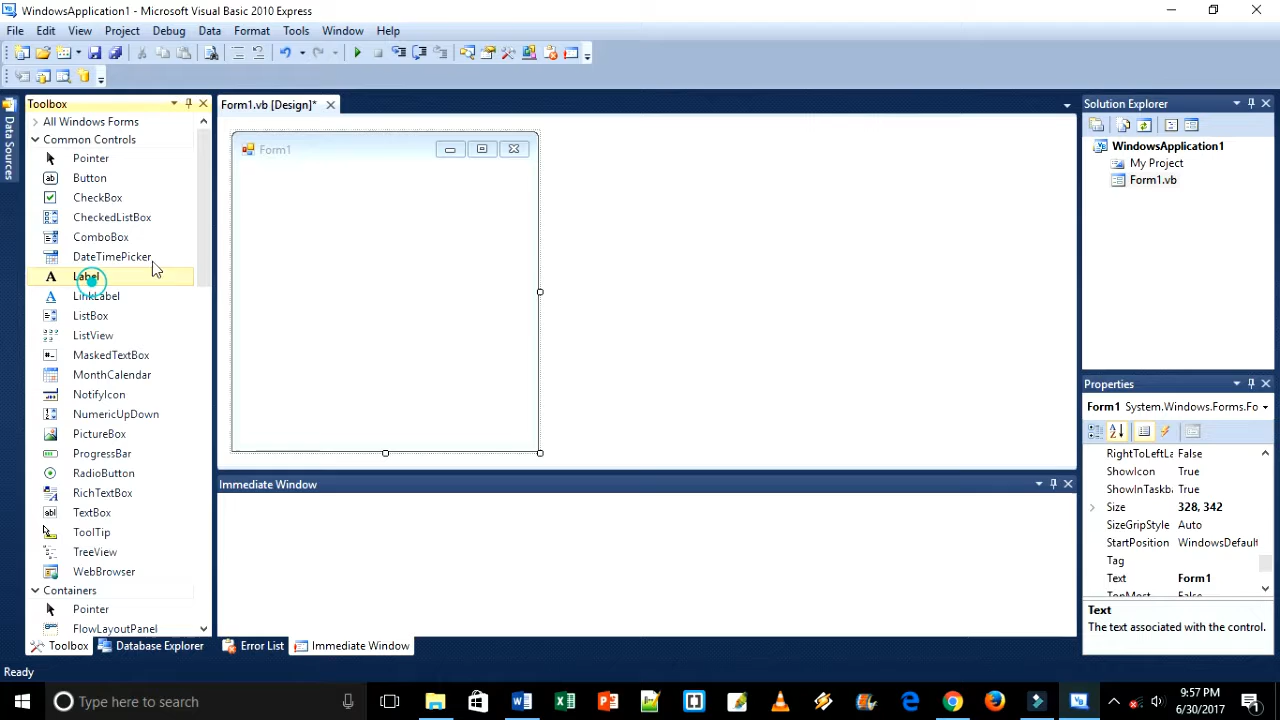 WindowsApplication1 - Microsoft Visual Basic 2010 Express
File Edit View Project Debug Data Format Tools Window Help
Data Sources
Toolbox
All Windows Forms
Common Controls
Pointer
Button
CheckBox
CheckedListBox
ComboBox
DateTimePicker
Label
LinkLabel
ListBox
ListView
MaskedTextBox
MonthCalendar
NotifyIcon
NumericUpDown
PictureBox
ProgressBar
RadioButton
RichTextBox
TextBox
ToolTip
TreeView
WebBrowser
Containers
Pointer
FlowLayoutPanel
Toolbox Database Explorer
Form1.vb [Design]*
Form1
Immediate Window
Error List Immediate Window
Solution Explorer
WindowsApplication1
My Project
Form1.vb
Properties
Form1 System.Windows.Forms.Fo
RightToLeftLa False
ShowIcon True
ShowInTaskba True
Size 328, 342
SizeGripStyle Auto
StartPosition WindowsDefault
Tag
Text Form1
TopMost False
Text
The text associated with the control.
Ready
Type here to search
9:57 PM
6/30/2017